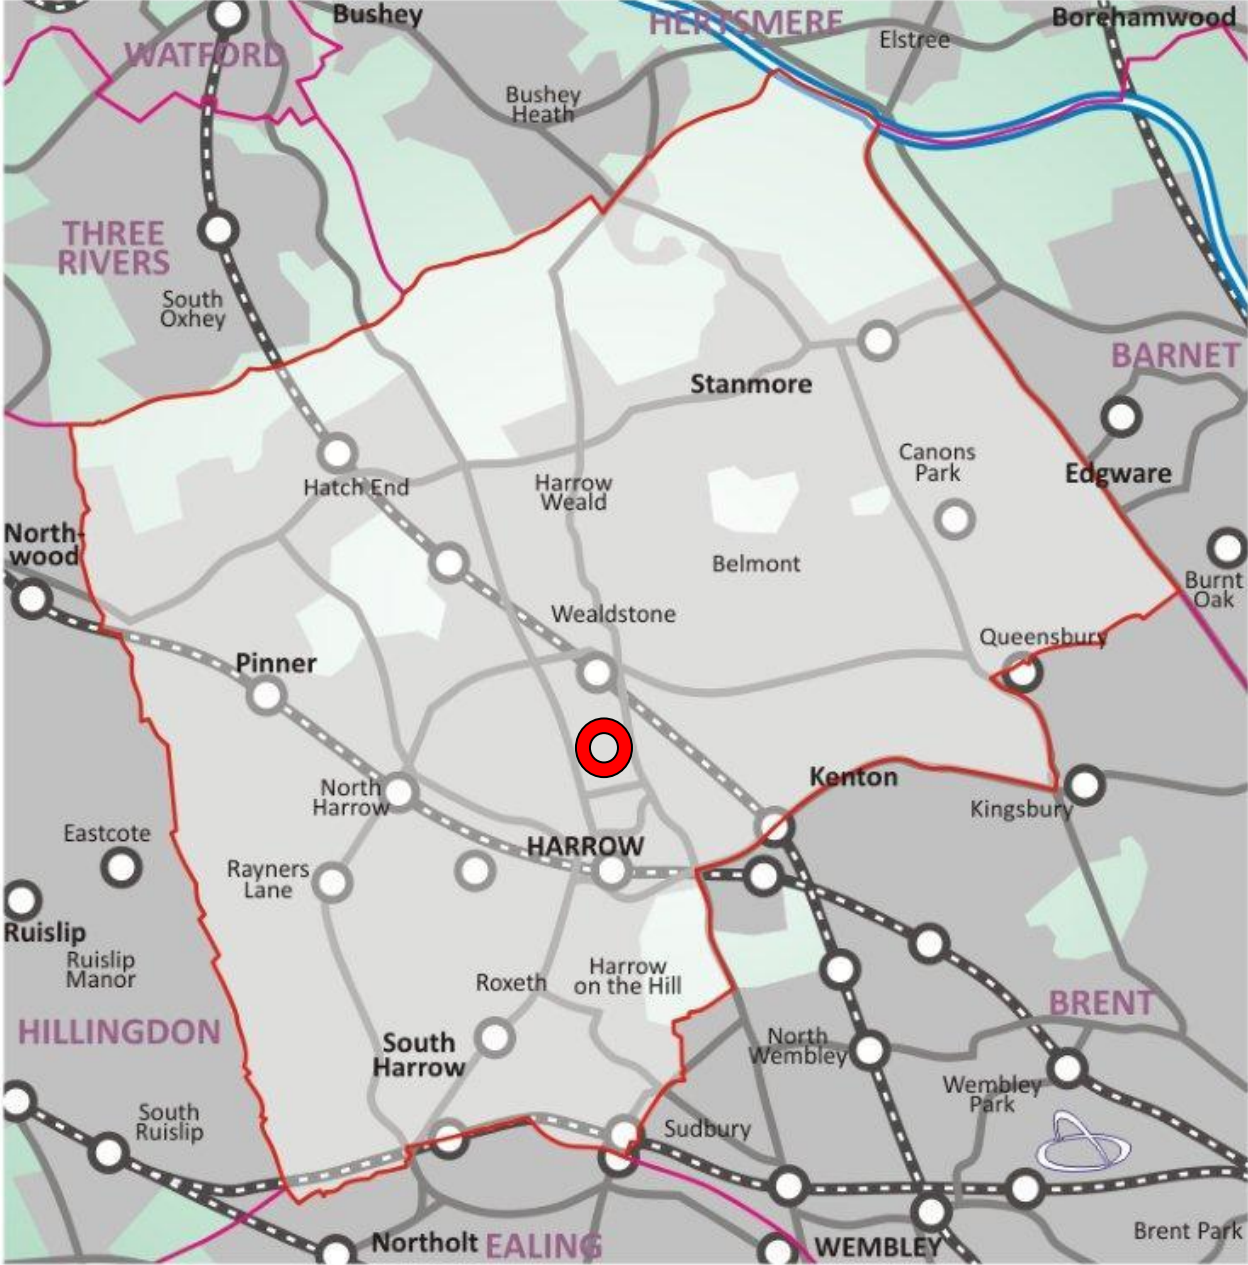 Bushey
HERTSMERE
Borehamwood
WATFORD
Elstree
Bushey
Heath
THREE
RIVERS
South
Oxhey
BARNET
Stanmore
Canons
Park
Edgware
Hatch End
Harrow
Weald
North-
wood
Belmont
Burnt
Oak
Wealdstone
Queensbury
Pinner
Kenton
North
Harrow
Kingsbury
Eastcote
HARROW
Rayners
Lane
Ruislip
Ruislip
Manor
Roxeth
Harrow
on the Hill
BRENT
HILLINGDON
South
Harrow
North
Wembley
Wembley
Park
South
Ruislip
Sudbury
Northolt
EALING
WEMBLEY
Brent Park